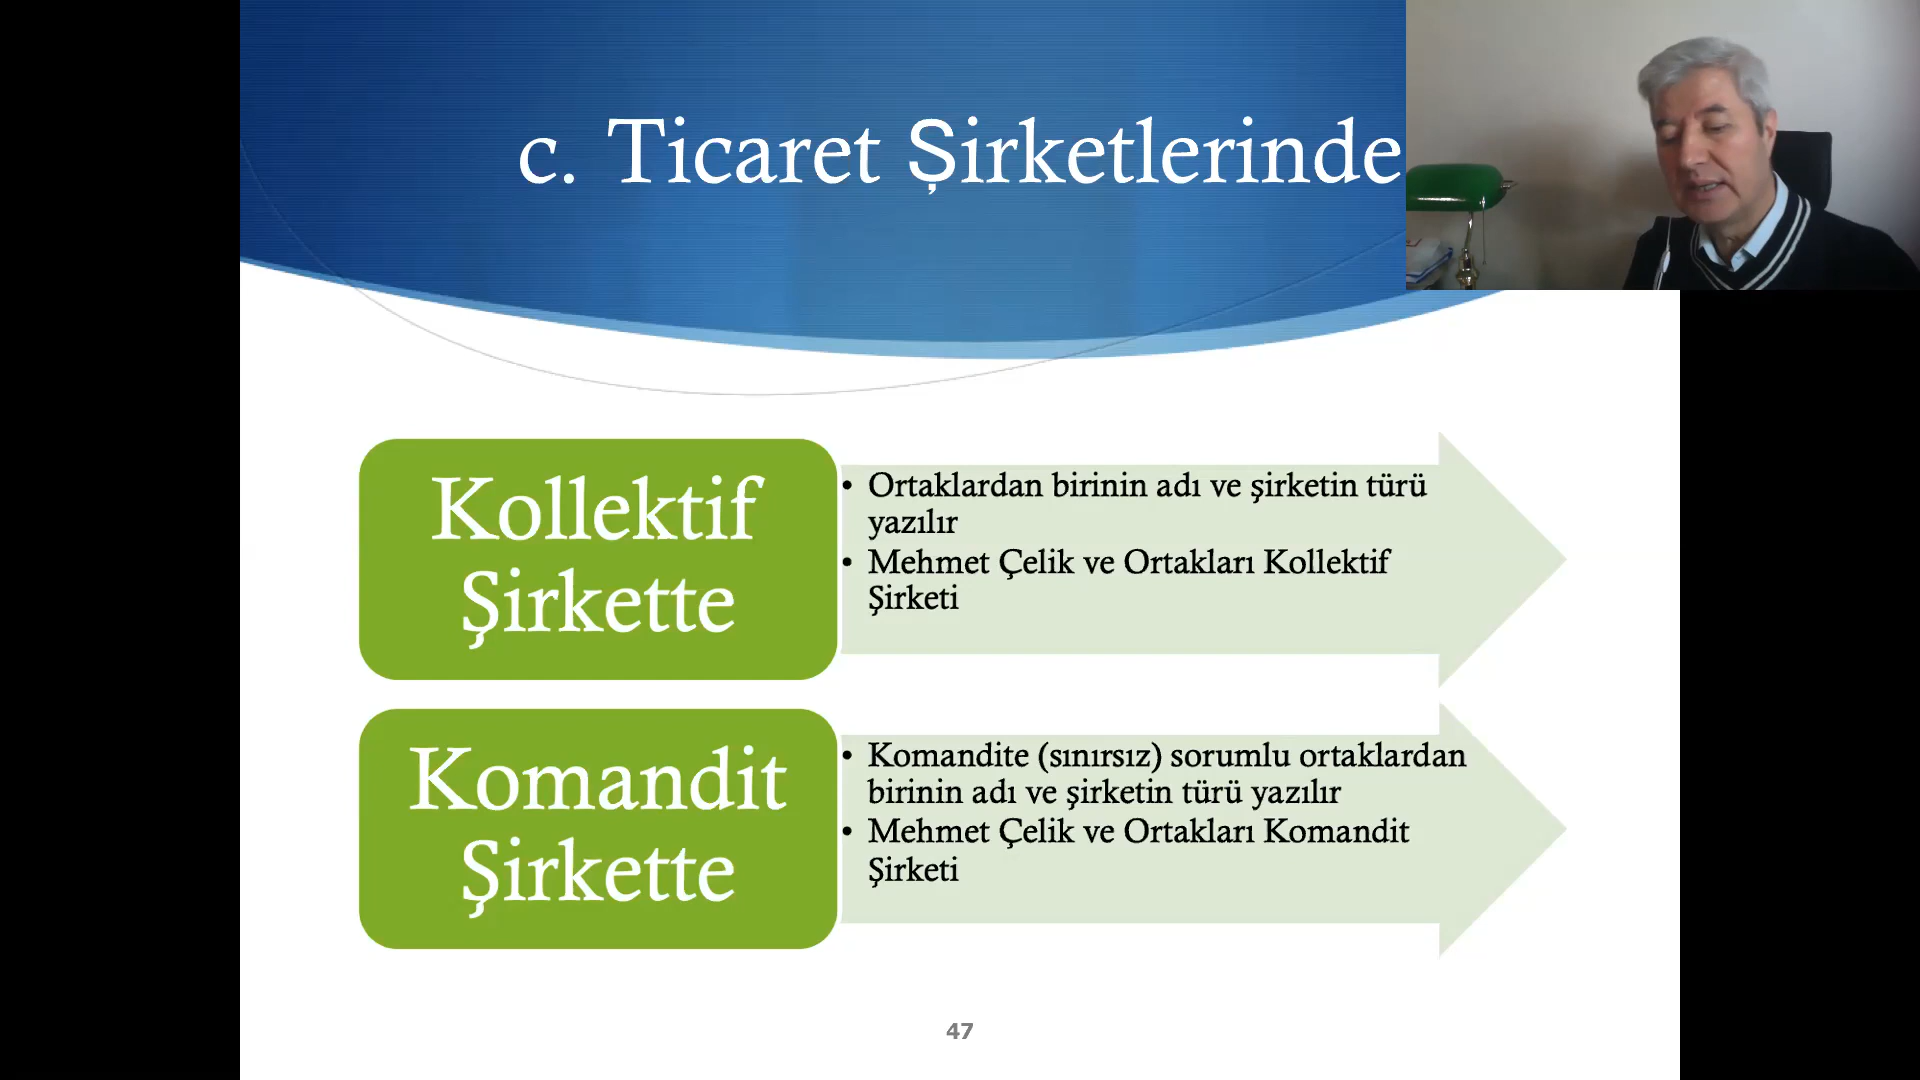 c. Ticaret Şirketlerinde
Kollektif
Şirkette
• Ortaklardan birinin adı ve şirketin türü
yazılır
• Mehmet Çelik ve Ortakları Kollektif
Şirketi
Komandit
Şirkette
• Komandite (sınırsız) sorumlu ortaklardan
birinin adı ve şirketin türü yazılır
• Mehmet Çelik ve Ortakları Komandit
Şirketi
47